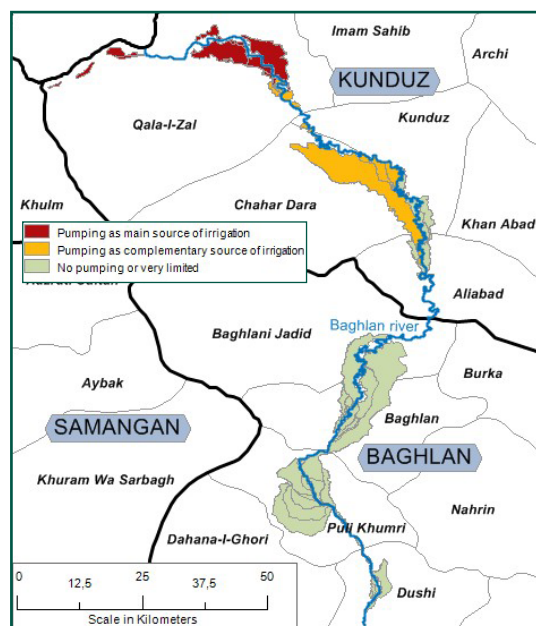 Imam Sahib
Archi
KUNDUZ
Qala-I-Zal
Kunduz
Khulm
Chahar Dara
Khan Abad
Pumping as main source of irrigation
Pumping as complementary source of irrigation
No pumping or very limited
Aliabad
Baghlani Jadid
Baghlan river
Burka
Aybak
Baghlan
SAMANGAN
BAGHLAN
Khuram Wa Sarbagh
Nahrin
Dahana-I-Ghori
Puli Khumri
Dushi
0 12,5 25 37,5 50
Scale in Kilometers